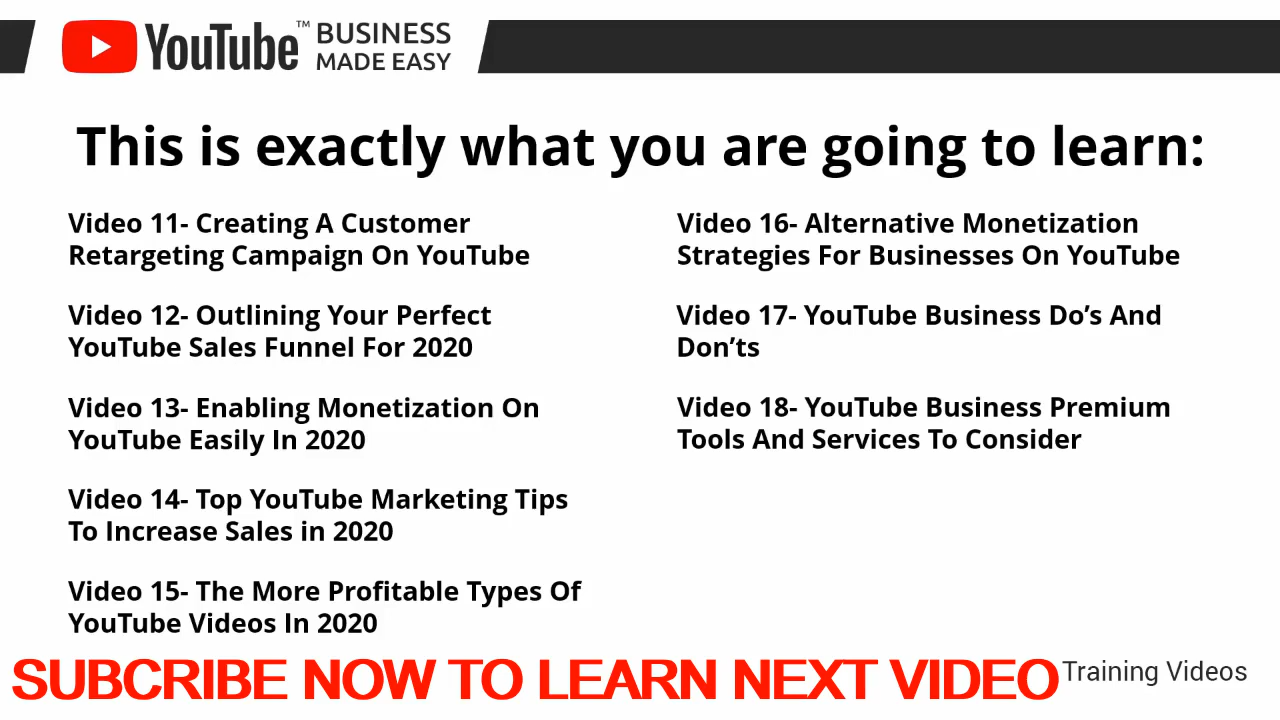 YouTube™ BUSINESS
MADE EASY
This is exactly what you are going to learn:
Video 11- Creating A Customer
Retargeting Campaign On YouTube
Video 12- Outlining Your Perfect
YouTube Sales Funnel For 2020
Video 13- Enabling Monetization On
YouTube Easily In 2020
Video 14- Top YouTube Marketing Tips
To Increase Sales in 2020
Video 15- The More Profitable Types Of
YouTube Videos In 2020
Video 16- Alternative Monetization
Strategies For Businesses On YouTube
Video 17- YouTube Business Do’s And
Don’ts
Video 18- YouTube Business Premium
Tools And Services To Consider
SUBCRIBE NOW TO LEARN NEXT VIDEO
Training Videos